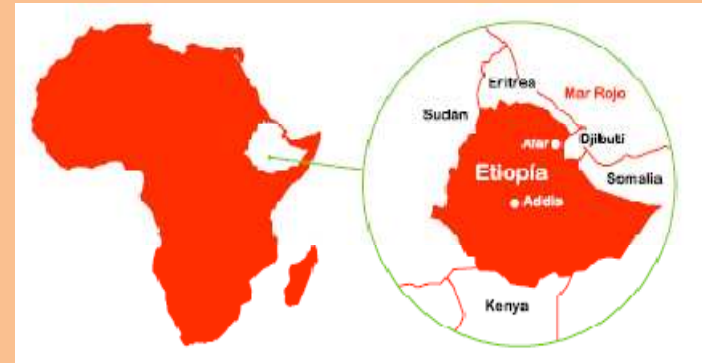 Eritrea
Mar Rojo
Sudan
Afar
Djibuti
Etiopía
Somalia
Addis
Kenya